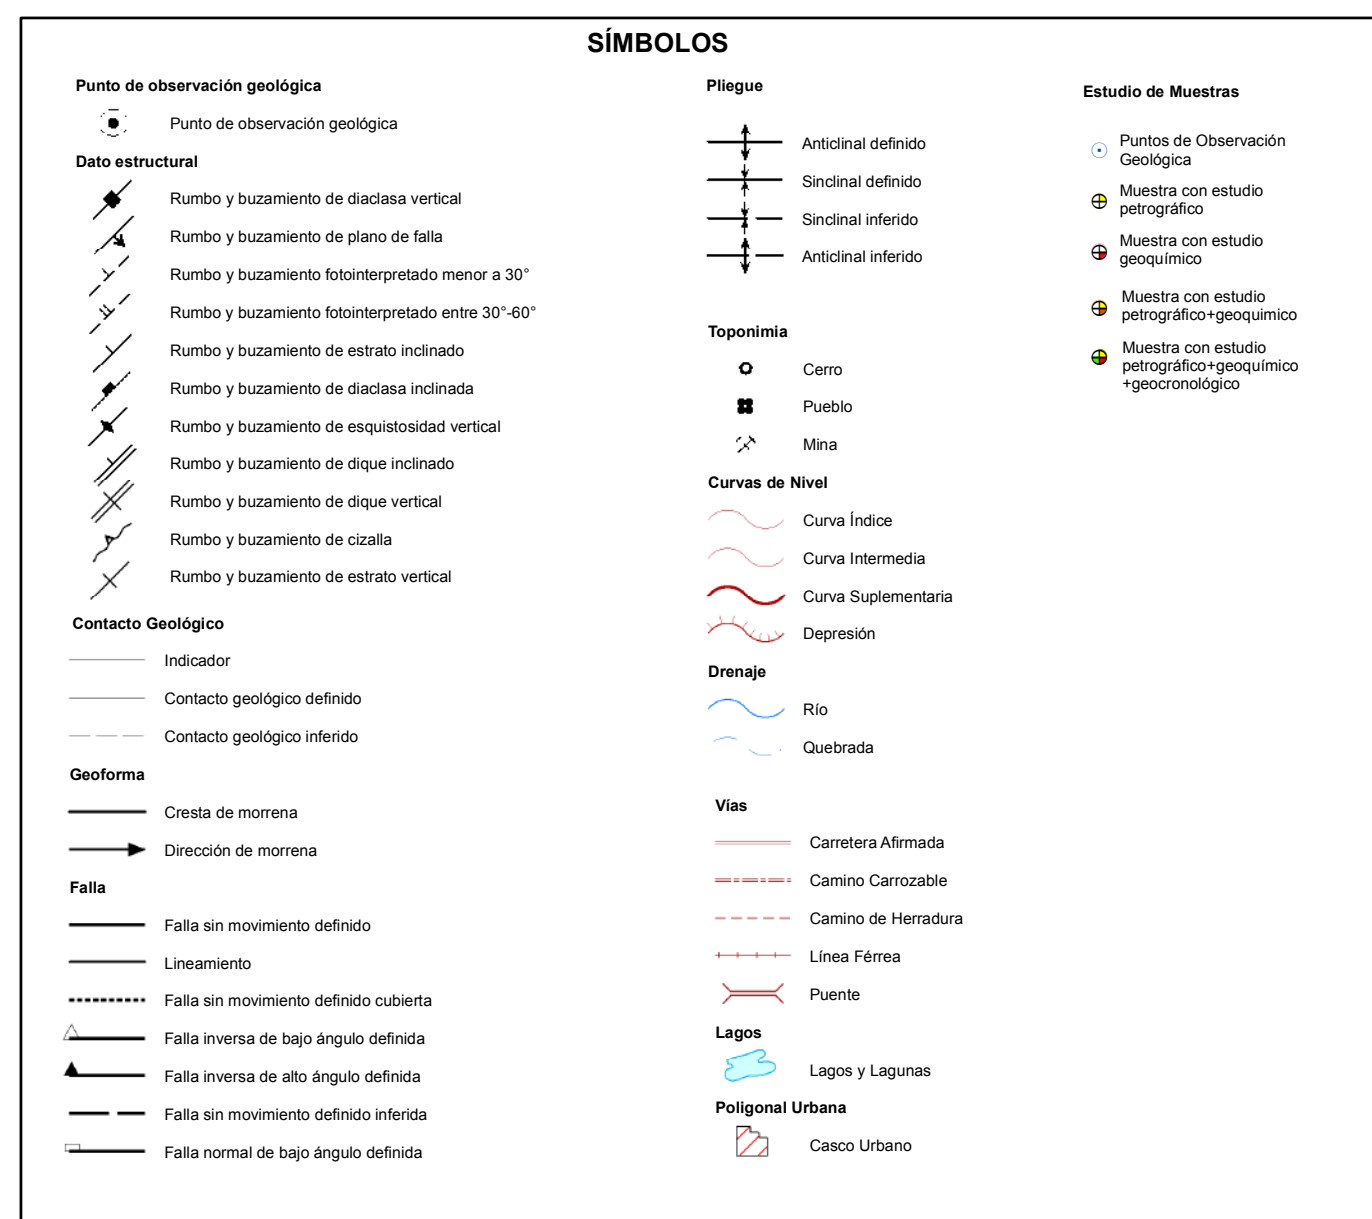 SÍMBOLOS
Punto de observación geológica
Punto de observación geológica
Dato estructural
Rumbo y buzamiento de diaclasa vertical
Rumbo y buzamiento de plano de falla
Rumbo y buzamiento fotointerpretado menor a 30°
Rumbo y buzamiento fotointerpretado entre 30°-60°
Rumbo y buzamiento de estrato inclinado
Rumbo y buzamiento de diaclasa inclinada
Rumbo y buzamiento de esquistosidad vertical
Rumbo y buzamiento de dique inclinado
Rumbo y buzamiento de dique vertical
Rumbo y buzamiento de cizalla
Rumbo y buzamiento de estrato vertical
Contacto Geológico
Indicador
Contacto geológico definido
Contacto geológico inferido
Geoforma
Cresta de morrena
Dirección de morrena
Falla
Falla sin movimiento definido
Lineamiento
Falla sin movimiento definido cubierta
Falla inversa de bajo ángulo definida
Falla inversa de alto ángulo definida
Falla sin movimiento definido inferida
Falla normal de bajo ángulo definida
Pliegue
Anticlinal definido
Sinclinal definido
Sinclinal inferido
Anticlinal inferido
Toponimia
Cerro
Pueblo
Mina
Curvas de Nivel
Curva Índice
Curva Intermedia
Curva Suplementaria
Depresión
Drenaje
Río
Quebrada
Vías
Carretera Afirmada
Camino Carrozable
Camino de Herradura
Línea Férrea
Puente
Lagos
Lagos y Lagunas
Poligonal Urbana
Casco Urbano
Estudio de Muestras
Puntos de Observación
Geológica
Muestra con estudio
petrográfico
Muestra con estudio
geoquímico
Muestra con estudio
petrográfico+geoquimico
Muestra con estudio
petrográfico+geoquímico
+geocronológico